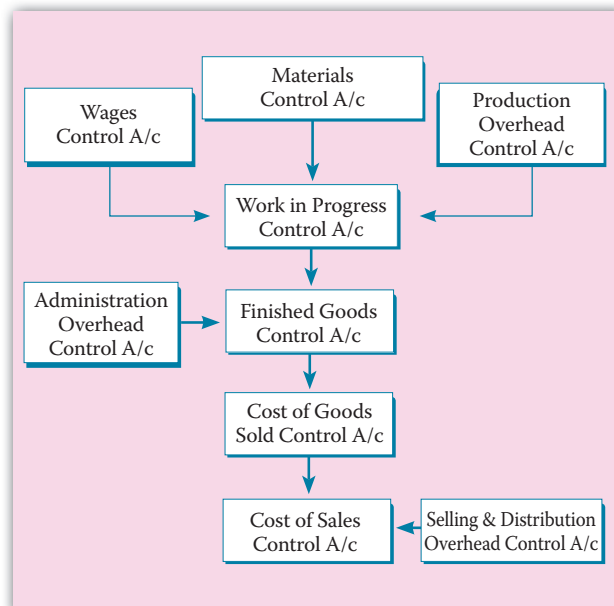 Materials
Control A/c
Wages
Control A/c
Production
Overhead
Control A/c
Work in Progress
Control A/c
Administration
Overhead
Control A/c
Finished Goods
Control A/c
Cost of Goods
Sold Control A/c
Cost of Sales
Control A/c
Selling & Distribution
Overhead Control A/c